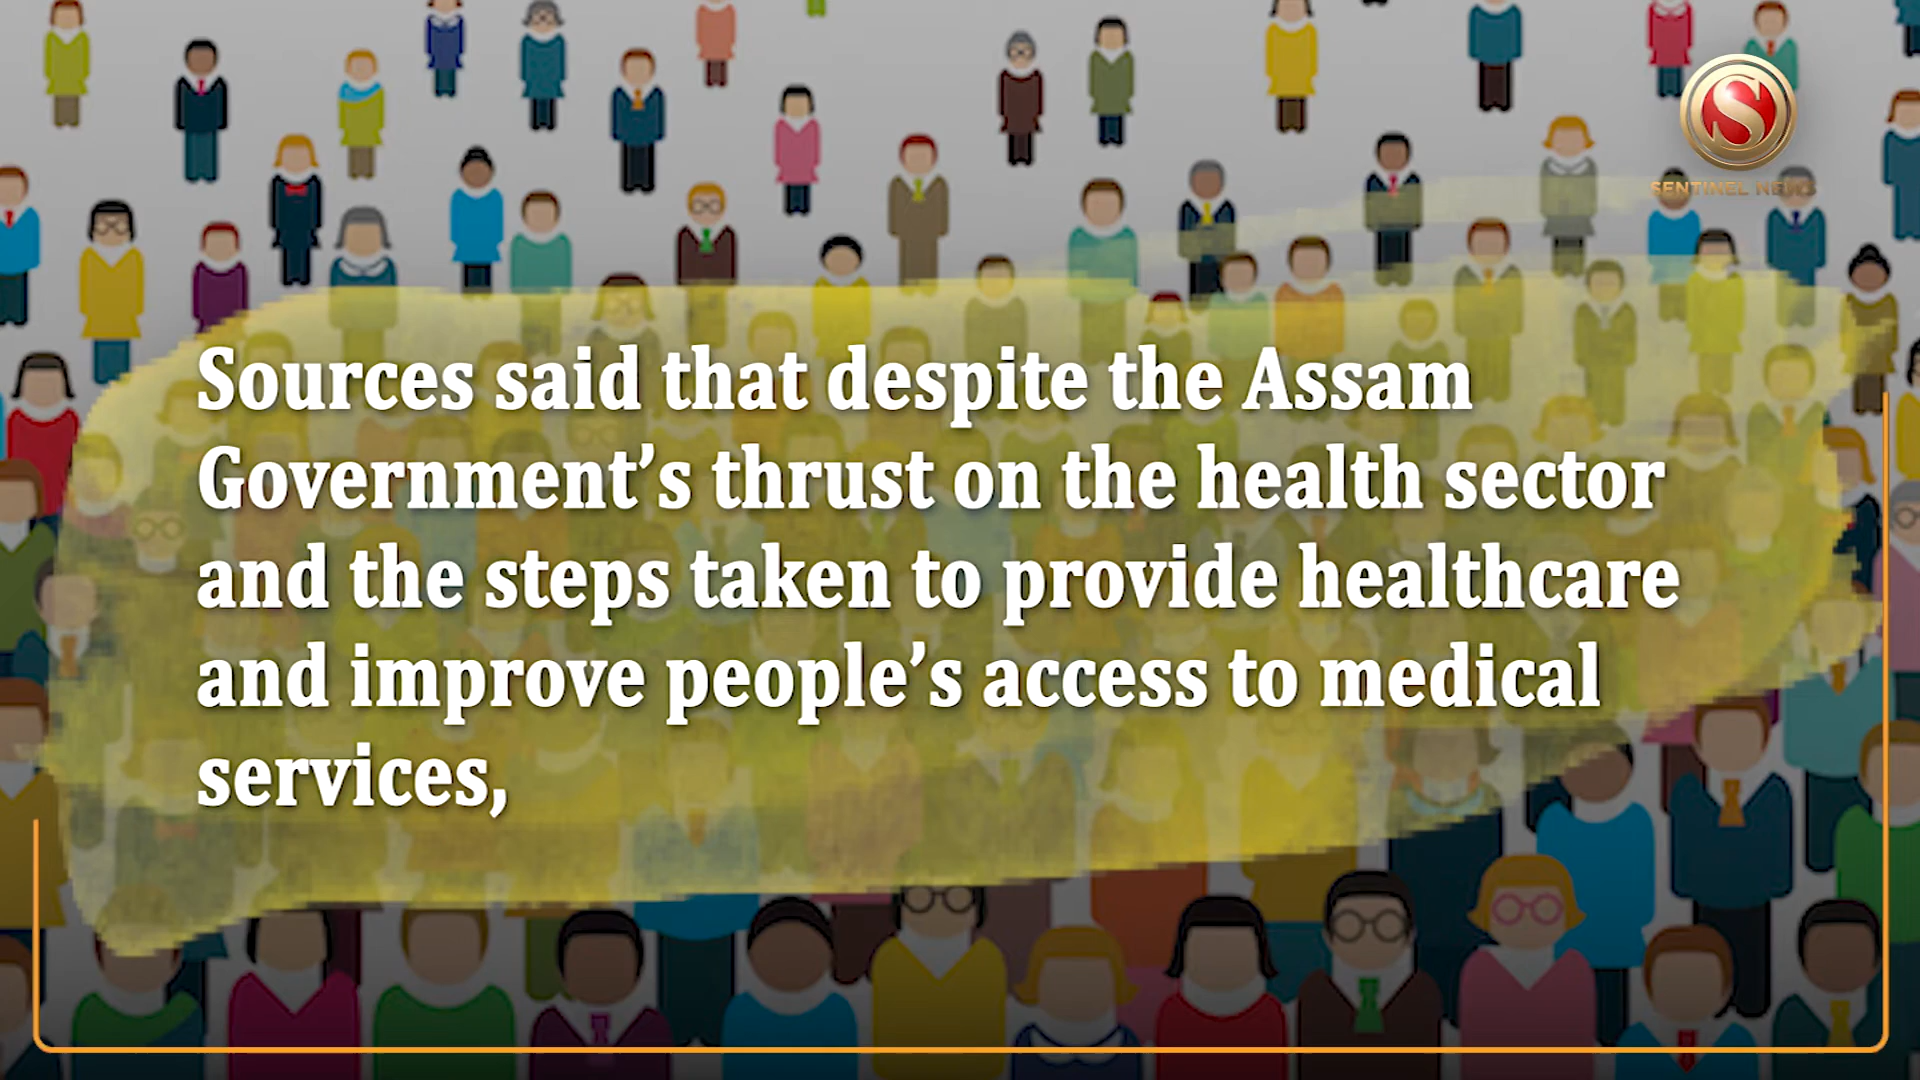 SENTINEL NEWS
Sources said that despite the Assam
Government’s thrust on the health sector
and the steps taken to provide healthcare
and improve people’s access to medical
services,